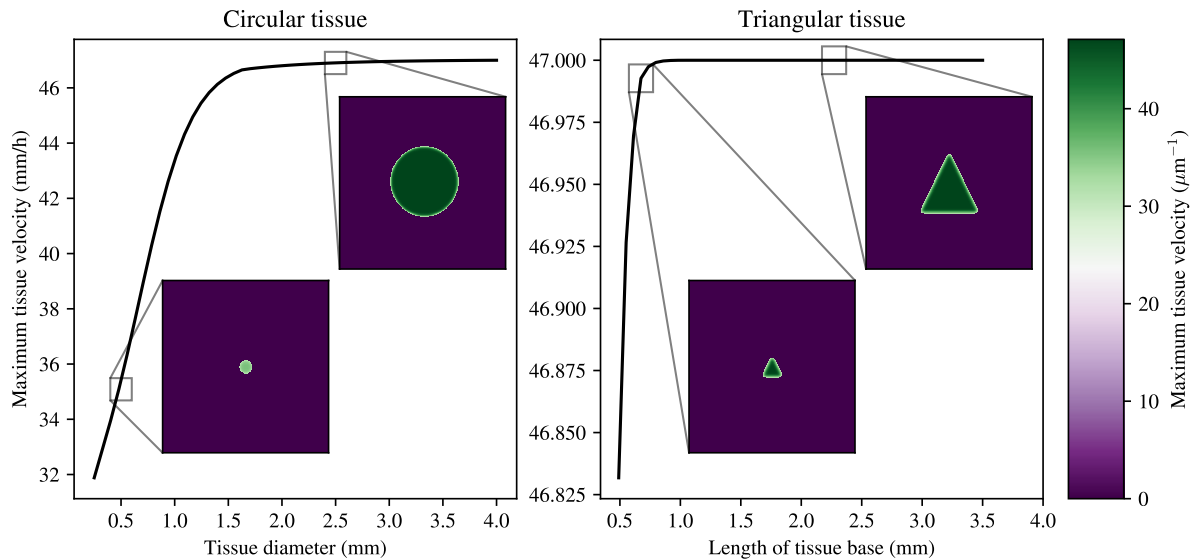 Circular tissue
Triangular tissue
Maximum tissue velocity (mm/h)
46
44
42
40
38
36
34
32
0.5 1.0 1.5 2.0 2.5 3.0 3.5 4.0
Tissue diameter (mm)
47.000
46.975
46.950
46.925
46.900
46.875
46.850
46.825
0.5 1.0 1.5 2.0 2.5 3.0 3.5 4.0
Length of tissue base (mm)
40
30
20
10
0
Maximum tissue velocity (μm⁻¹)